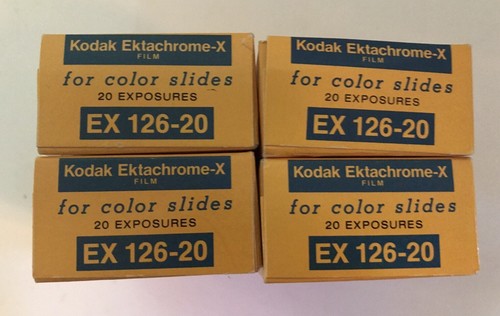 Kodak Ektachrome-X
FILM
for color slides
20 EXPOSURES
EX 126-20
Kodak Ektachrome-X
FILM
for color slides
20 EXPOSURES
EX 126-20
Kodak Ektachrome-X
FILM
for color slides
20 EXPOSURES
EX 126-20
Kodak Ektachrome-X
FILM
for color slides
20 EXPOSURES
EX 126-20